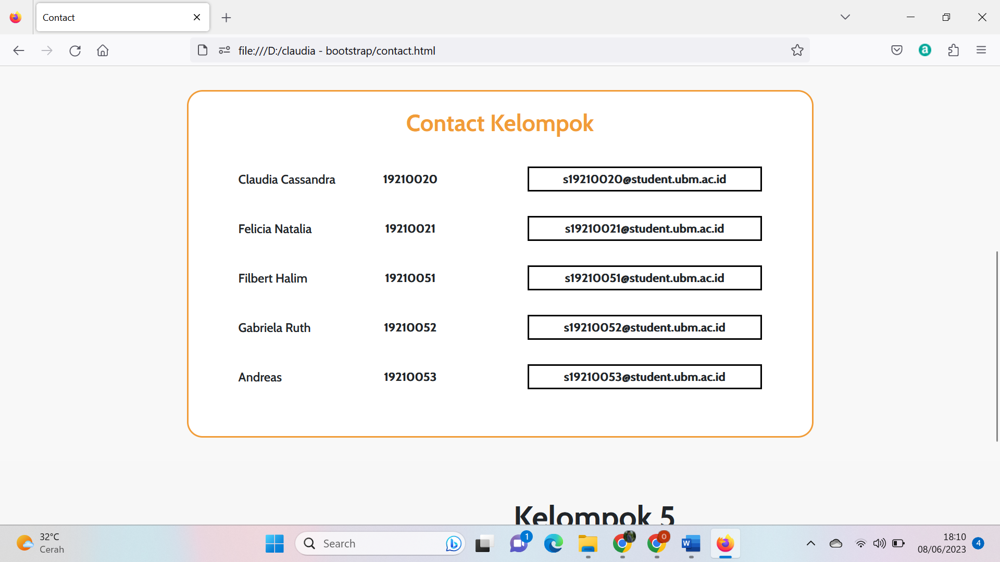 Contact
file:///D:/claudia - bootstrap/contact.html
Contact Kelompok
Claudia Cassandra 19210020 s19210020@student.ubm.ac.id
Felicia Natalia 19210021 s19210021@student.ubm.ac.id
Filbert Halim 19210051 s19210051@student.ubm.ac.id
Gabriela Ruth 19210052 s19210052@student.ubm.ac.id
Andreas 19210053 s19210053@student.ubm.ac.id
Kelompok 5
32°C
Cerah
Search
1
0
18:10
08/06/2023
4